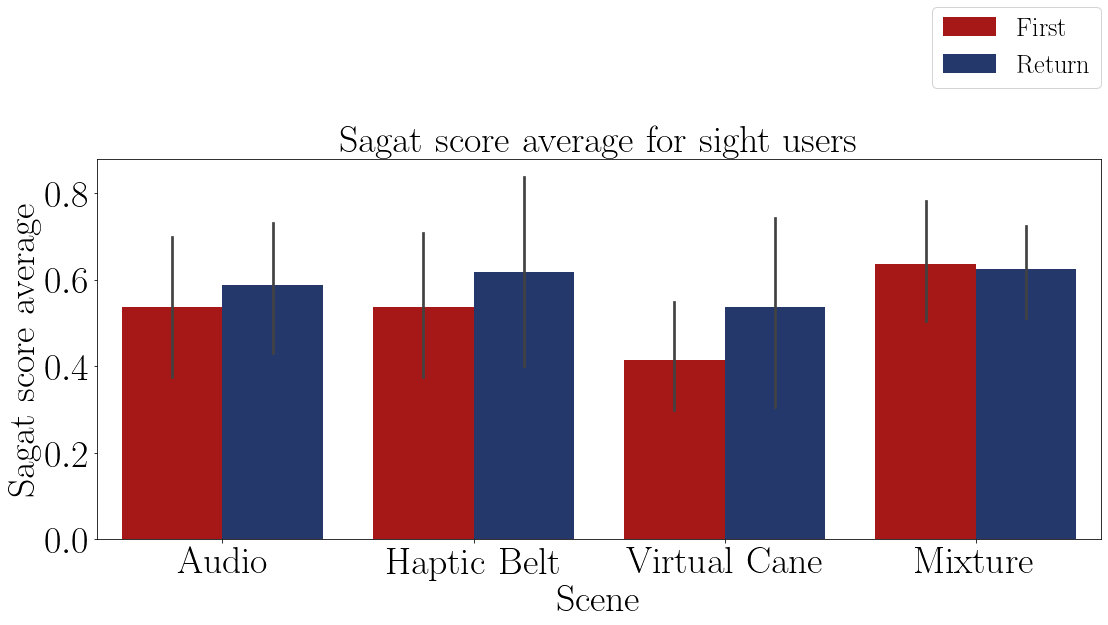 First
Return
Sagat score average for sight users
Sagat score average
0.8
0.6
0.4
0.2
0.0
Audio
Haptic Belt
Virtual Cane
Mixture
Scene